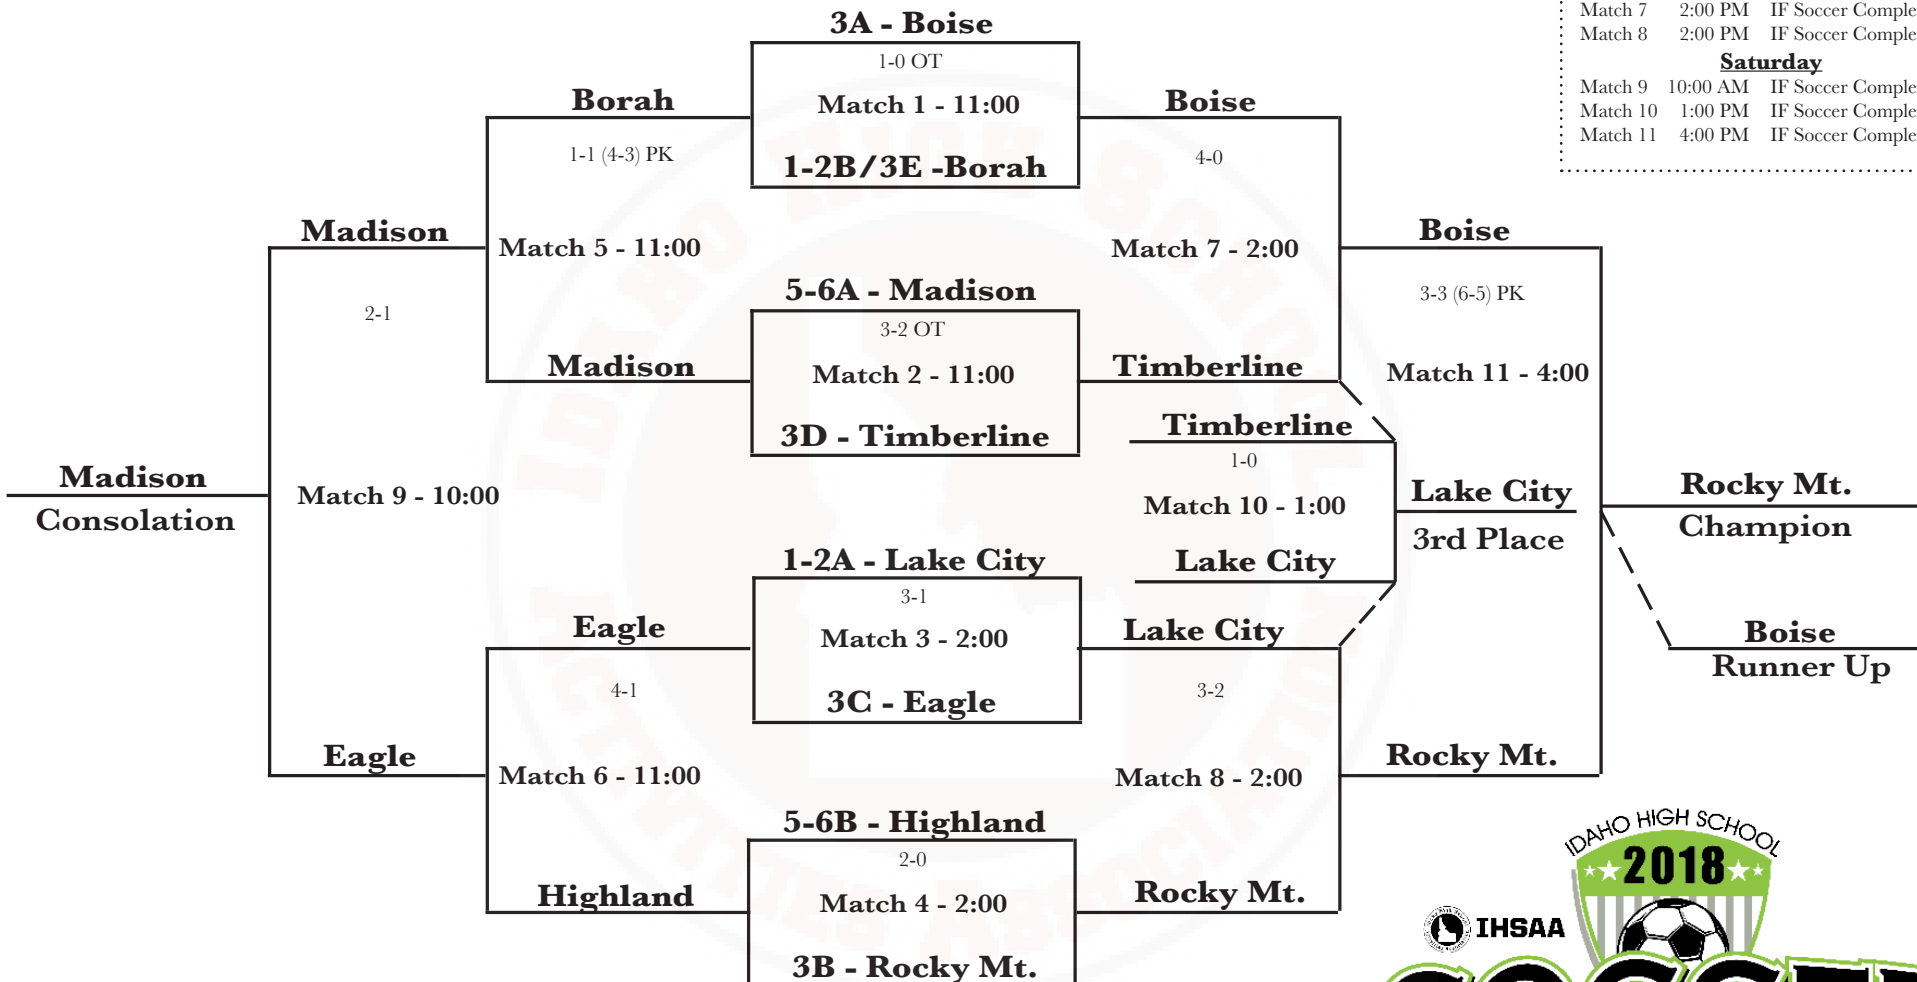 3A - Boise
1-0 OT
Match 1 - 11:00
1-2B/3E -Borah
Borah
1-1 (4-3) PK
Match 5 - 11:00
Boise
4-0
Match 7 - 2:00
Match 7 2:00 PM IF Soccer Comple
Match 8 2:00 PM IF Soccer Comple
Saturday
Match 9 10:00 AM IF Soccer Comple
Match 10 1:00 PM IF Soccer Comple
Match 11 4:00 PM IF Soccer Comple
Madison
2-1
Match 9 - 10:00
Boise
3-3 (6-5) PK
Match 11 - 4:00
5-6A - Madison
3-2 OT
Match 2 - 11:00
3D - Timberline
Madison
Timberline
Timberline
1-0
Match 10 - 1:00
Lake City
Lake City
3rd Place
Madison
Consolation
Rocky Mt.
Champion
Boise
Runner Up
1-2A - Lake City
3-1
Match 3 - 2:00
3C - Eagle
Eagle
4-1
Match 6 - 11:00
Lake City
3-2
Match 8 - 2:00
Eagle
Rocky Mt.
5-6B - Highland
2-0
Match 4 - 2:00
3B - Rocky Mt.
Highland
Rocky Mt.
IDAHO HIGH SCHOOL
ACTIVITIES ASSOCIATION
IDAHO HIGH SCHOOL
2018
IHSAA